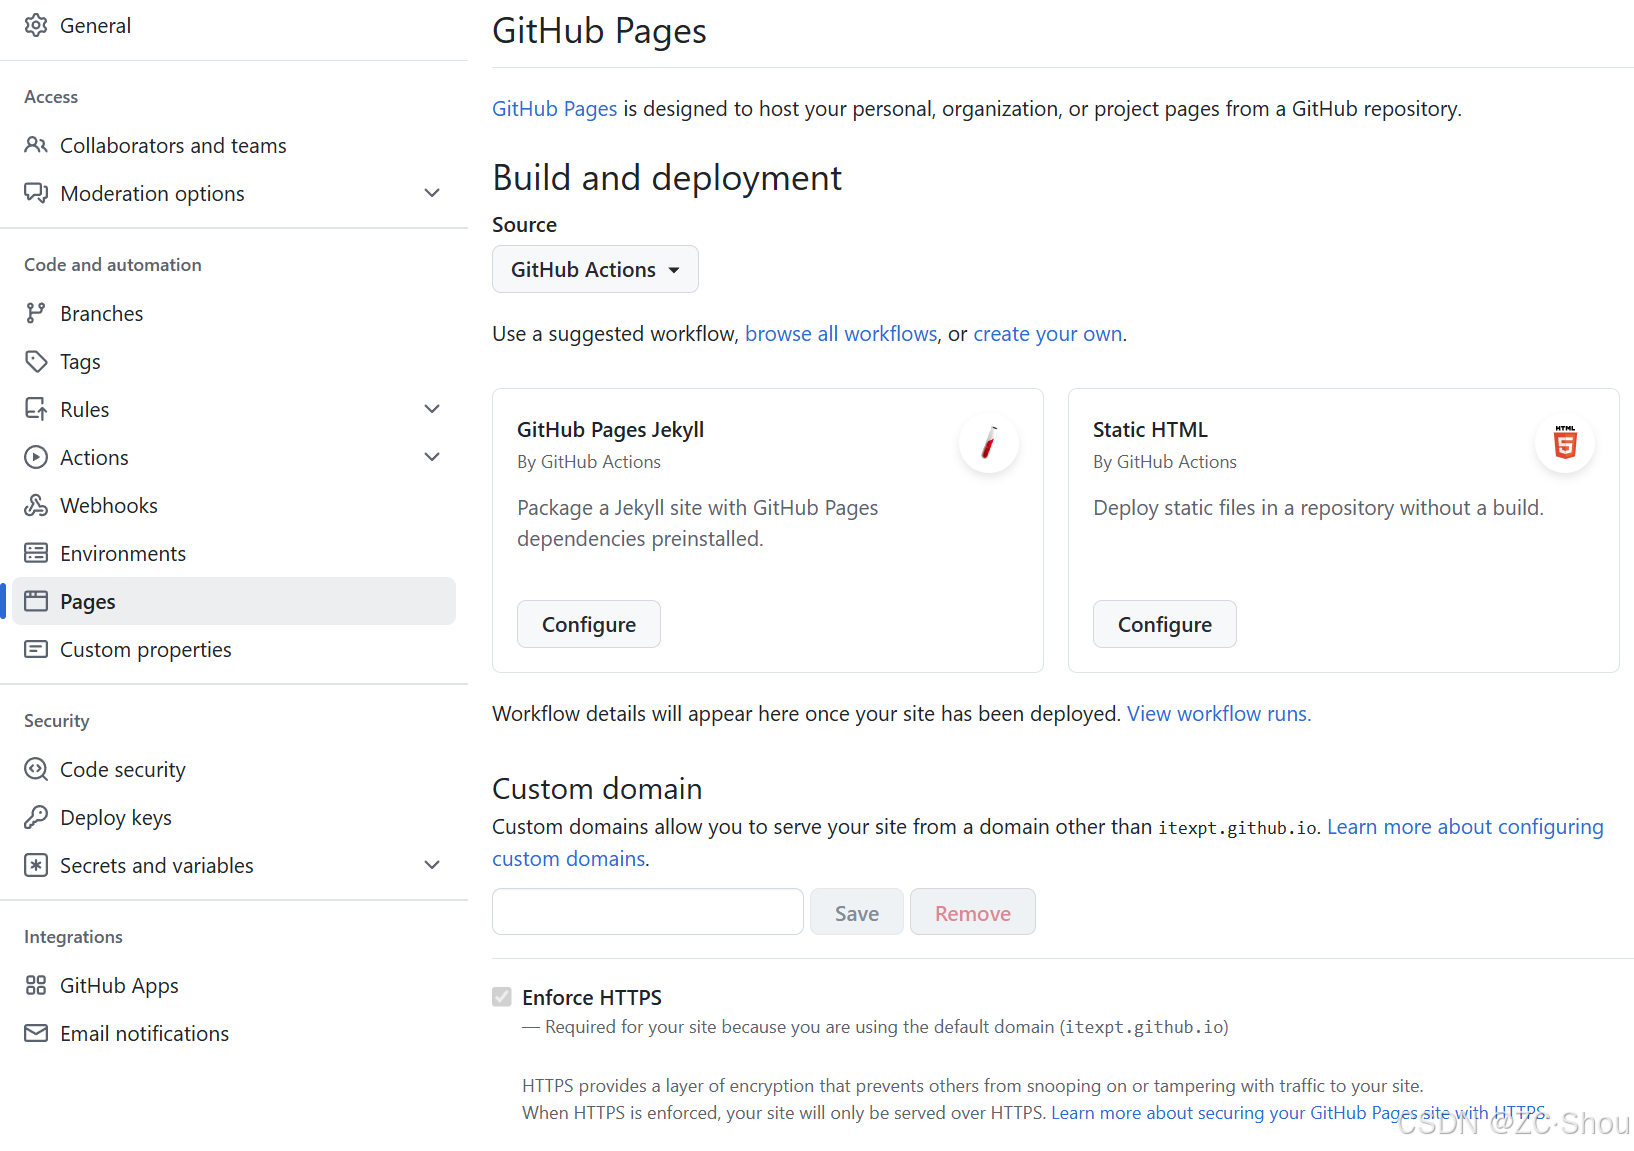 General
Access
Collaborators and teams
Moderation options
Code and automation
Branches
Tags
Rules
Actions
Webhooks
Environments
Pages
Custom properties
Security
Code security
Deploy keys
Secrets and variables
Integrations
GitHub Apps
Email notifications
GitHub Pages
GitHub Pages is designed to host your personal, organization, or project pages from a GitHub repository.
Build and deployment
Source
GitHub Actions
Use a suggested workflow, browse all workflows, or create your own.
GitHub Pages Jekyll
By GitHub Actions
Package a Jekyll site with GitHub Pages
dependencies preinstalled.
Configure
Static HTML
By GitHub Actions
HTML
5
Deploy static files in a repository without a build.
Configure
Workflow details will appear here once your site has been deployed. View workflow runs.
Custom domain
Custom domains allow you to serve your site from a domain other than itexpt.github.io. Learn more about configuring
custom domains.
Save
Remove
Enforce HTTPS
— Required for your site because you are using the default domain (itexpt.github.io)
HTTPS provides a layer of encryption that prevents others from snooping on or tampering with traffic to your site.
When HTTPS is enforced, your site will only be served over HTTPS. Learn more about securing your GitHub Pages site with HTTPS.
CSDN @ZC·Shou